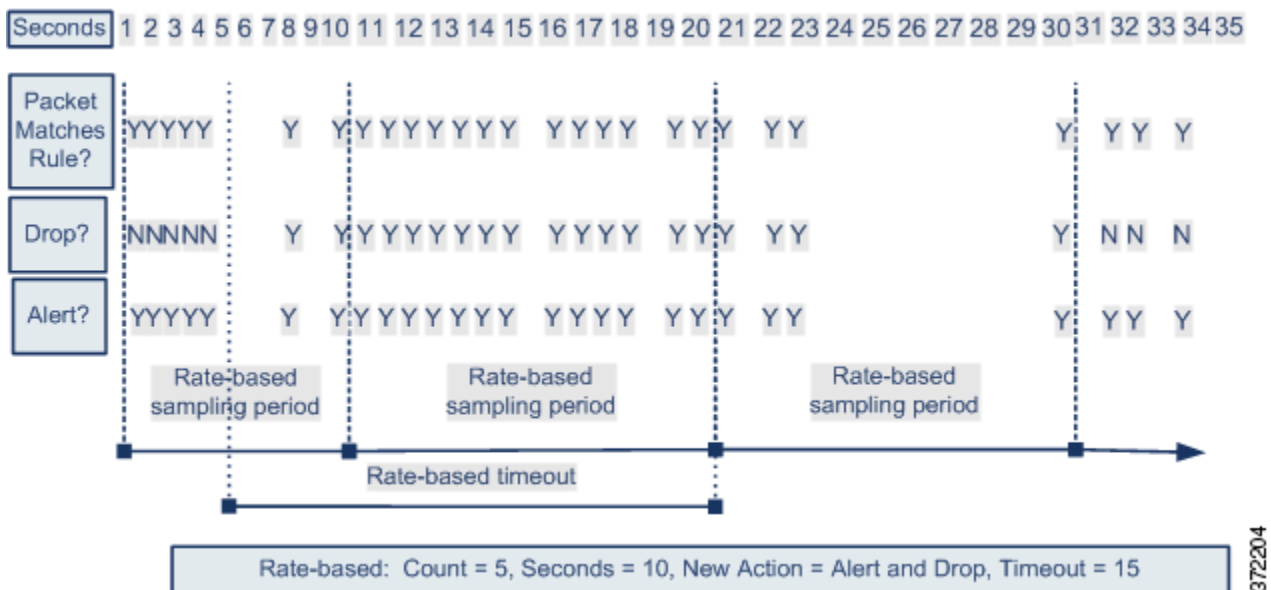 Seconds 1 2 3 4 5 6 7 8 9 10 11 12 13 14 15 16 17 18 19 20 21 22 23 24 25 26 27 28 29 30 31 32 33 34 35
Packet
Matches
Rule?
YYYYY Y Y Y Y Y Y Y Y Y Y Y Y Y Y Y Y Y Y Y Y Y Y
Drop?
NNNNN Y Y Y Y Y Y Y Y Y Y Y Y Y Y Y Y Y Y Y N N N
Alert?
YYYYY Y Y Y Y Y Y Y Y Y Y Y Y Y Y Y Y Y Y Y Y Y Y
Rate-based
sampling period
Rate-based
sampling period
Rate-based
sampling period
Rate-based timeout
Rate-based: Count = 5, Seconds = 10, New Action = Alert and Drop, Timeout = 15
372204